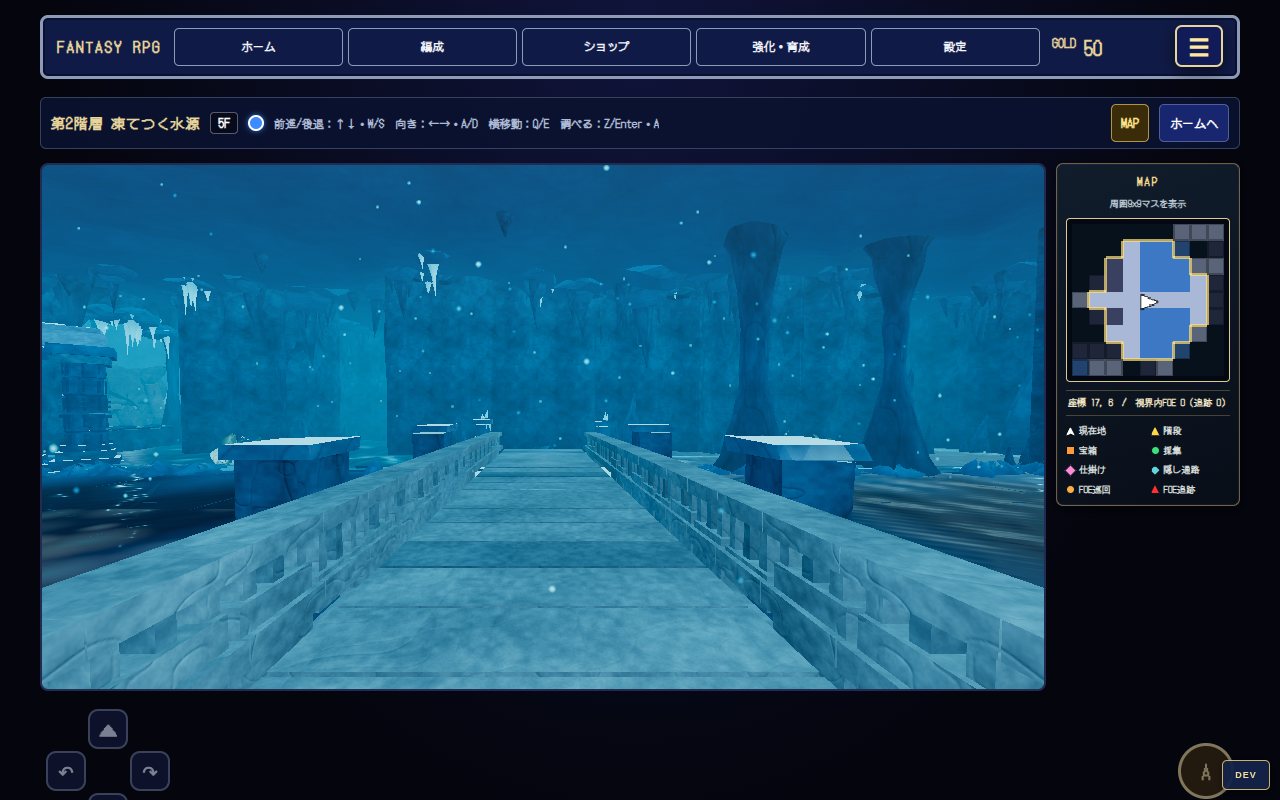 FANTASY RPG
ホーム
編成
ショップ
強化・育成
設定
GOLD 50
第2階層 凍てつく水源
5F
前進/後退：↑↓・W/S 向き：←→・A/D 横移動：Q/E 調べる：Z/Enter・A
MAP
ホームへ
MAP
周囲9x9マスを表示
座標 17, 6 / 視界内FOE 0 (追跡 0)
現在地
階段
宝箱
採集
仕掛け
隠し通路
FOE巡回
FOE追跡
A
DEV